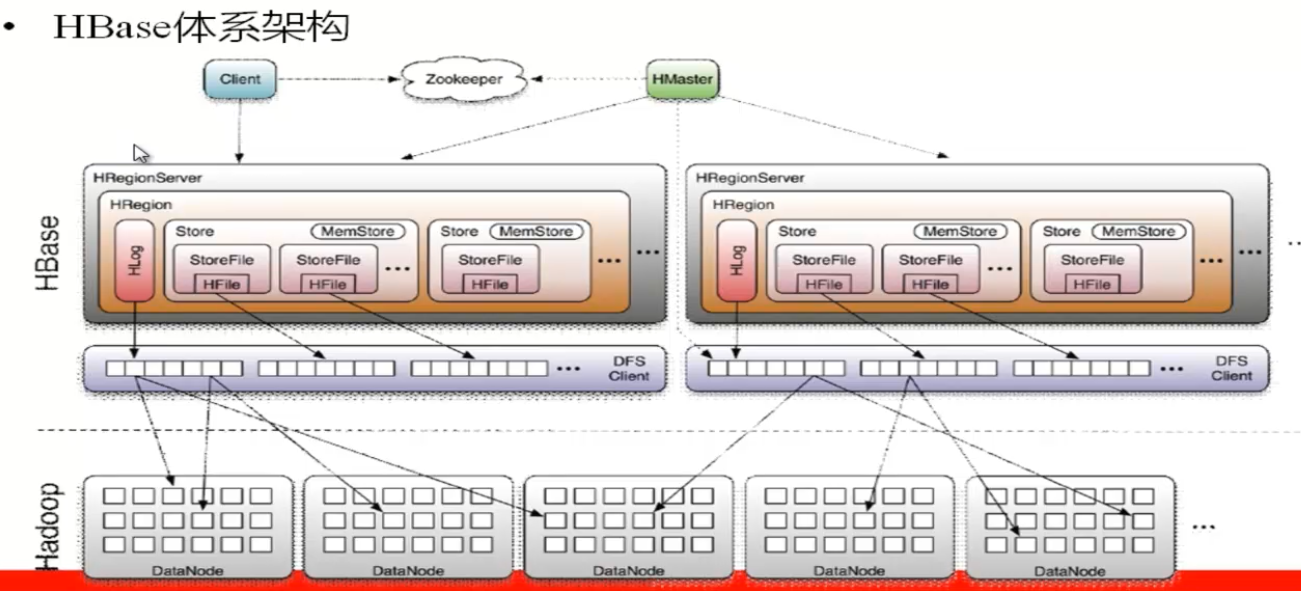 • HBase体系架构
Client
Zookeeper
HMaster
HBase
HRegionServer
HRegion
HLog
Store
MemStore
StoreFile
HFile
StoreFile
HFile
...
Store
MemStore
StoreFile
HFile
...
...
HRegionServer
HRegion
HLog
Store
MemStore
StoreFile
HFile
StoreFile
HFile
...
Store
MemStore
StoreFile
HFile
...
...
...
DFS
Client
...
DFS
Client
Hadoop
DataNode
DataNode
DataNode
DataNode
DataNode
...